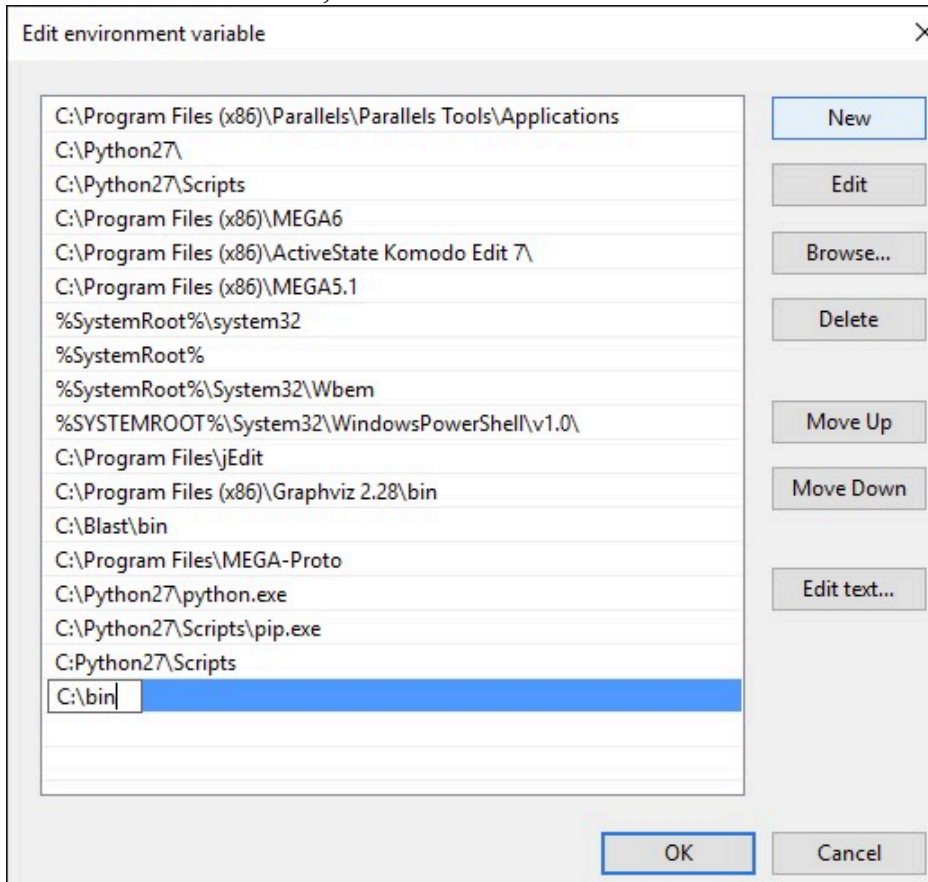 Edit environment variable
C:\Program Files (x86)\Parallels\Parallels Tools\Applications
New
C:\Python27\
C:\Python27\Scripts
Edit
C:\Program Files (x86)\MEGA6
C:\Program Files (x86)\ActiveState Komodo Edit 7\
Browse...
C:\Program Files (x86)\MEGA5.1
%SystemRoot%\system32
Delete
%SystemRoot%
%SystemRoot%\System32\Wbem
%SYSTEMROOT%\System32\WindowsPowerShell\v1.0\
Move Up
C:\Program Files\jEdit
C:\Program Files (x86)\Graphviz 2.28\bin
Move Down
C:\Blast\bin
C:\Program Files\MEGA-Proto
C:\Python27\python.exe
Edit text...
C:\Python27\Scripts\pip.exe
C:Python27\Scripts
C:\bin
OK
Cancel